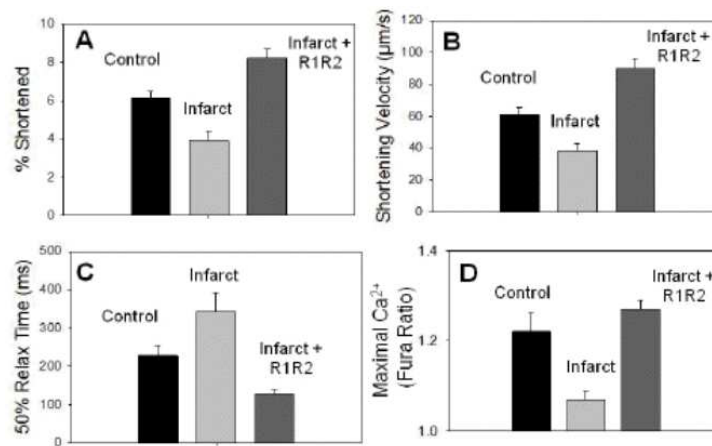 A
% Shortened
10
8
6
4
2
0
Control
Infarct
Infarct +
R1R2
B
Shortening Velocity (µm/s)
120
100
80
60
40
20
0
Control
Infarct
Infarct +
R1R2
C
50% Relax Time (ms)
500
400
300
200
100
0
Control
Infarct
Infarct +
R1R2
D
Maximal Ca²⁺
(Fura Ratio)
1.4
1.2
1.0
Control
Infarct
Infarct +
R1R2